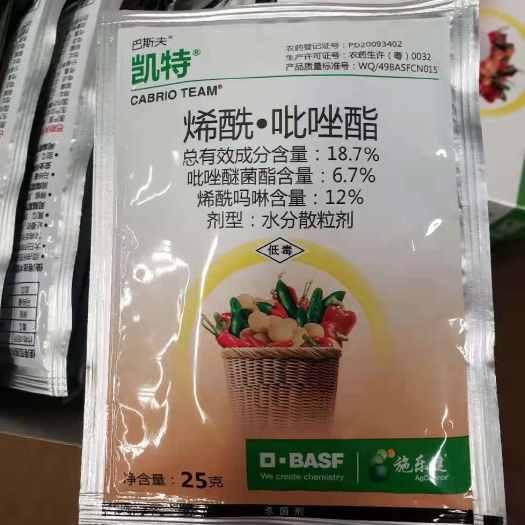 巴斯夫®
凯特®
CABRIO TEAM®
农药登记证号：PD20093402
生产许可证号：农药生许（粤）0032
产品质量标准号：WQ/49BASFCN015
烯酰·吡唑酯
总有效成分含量：18.7%
吡唑醚菌酯含量：6.7%
烯酰吗啉含量：12%
剂型：水分散粒剂
低毒
BASF
We create chemistry
施乐健
净含量：25克
杀菌剂